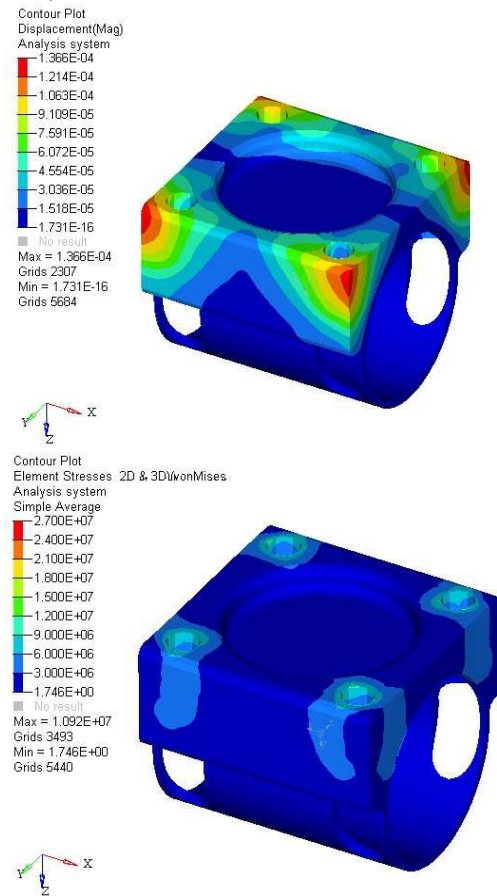 Contour Plot
Displacement(Mag)
Analysis system
1.366E-04
1.214E-04
1.063E-04
9.109E-05
7.591E-05
6.072E-05
4.554E-05
3.036E-05
1.518E-05
1.731E-16
No result
Max = 1.366E-04
Grids 2307
Min = 1.731E-16
Grids 5684
X
Y
Z
Contour Plot
Element Stresses 2D & 3D vonMises
Analysis system
Simple Average
2.700E+07
2.400E+07
2.100E+07
1.800E+07
1.500E+07
1.200E+07
9.000E+06
6.000E+06
3.000E+06
1.746E+00
No result
Max = 1.092E+07
Grids 3493
Min = 1.746E+00
Grids 5440
X
Y
Z